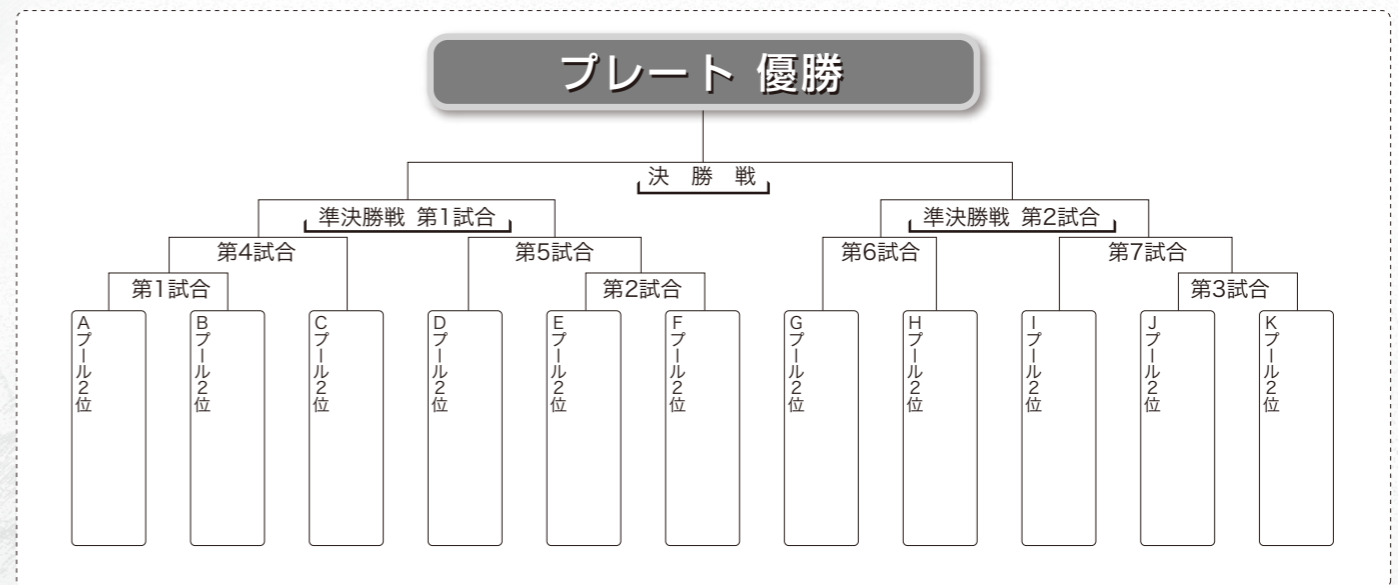 プレート 優勝
決 勝 戦
準決勝戦 第1試合
準決勝戦 第2試合
第4試合
第5試合
第6試合
第7試合
第1試合
第2試合
第3試合
Aプール2位
Bプール2位
Cプール2位
Dプール2位
Eプール2位
Fプール2位
Gプール2位
Hプール2位
Iプール2位
Jプール2位
Kプール2位